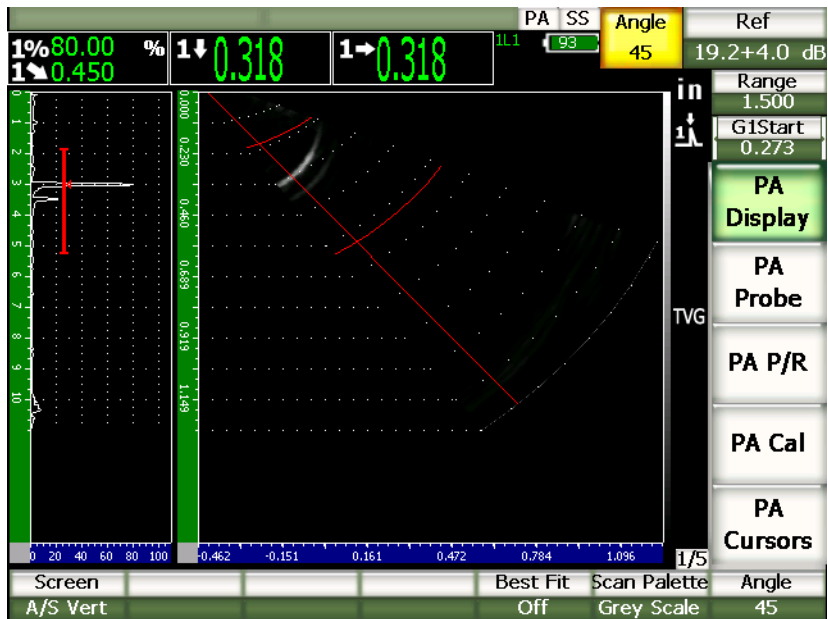 PA SS Angle Ref
1% 80.00 % 1 0.318 1 0.318 1L1 93 45 19.2+4.0 dB
1 0.450
in Range
1.500
1 G1Start
0.273
PA
Display
PA
Probe
TVG
PA P/R
PA Cal
PA
Cursors
0 1 2 3 4 5 6 7 8 9 10
0.000 0.230 0.460 0.689 0.919 1.149
0 20 40 60 80 100 -0.462 -0.151 0.161 0.472 0.784 1.096 1/5
Screen Best Fit Scan Palette Angle
A/S Vert Off Grey Scale 45